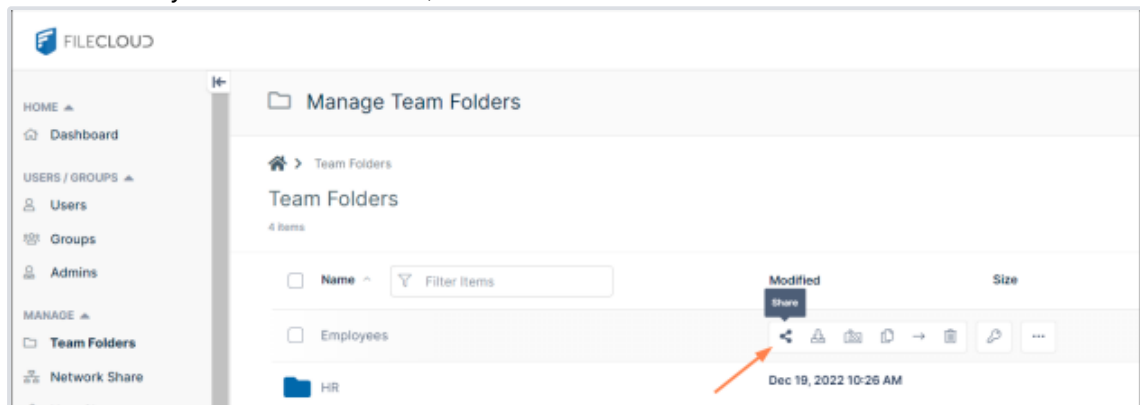 FILECLOUD
HOME
Dashboard
USERS / GROUPS
Users
Groups
Admins
MANAGE
Team Folders
Network Share
Manage Team Folders
Team Folders
Team Folders
4 items
Name Filter Items Modified Size
Share
Employees
HR Dec 19, 2022 10:26 AM